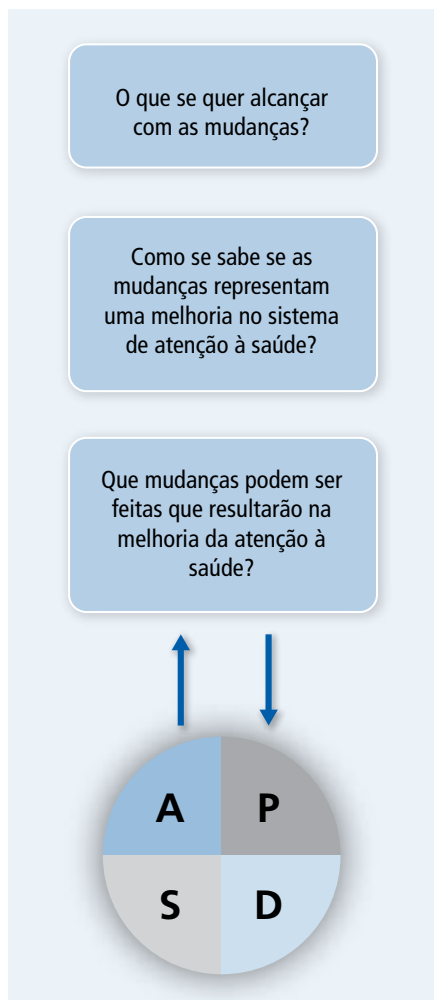 O que se quer alcançar
com as mudanças?
Como se sabe se as
mudanças representam
uma melhoria no sistema
de atenção à saúde?
Que mudanças podem ser
feitas que resultarão na
melhoria da atenção à
saúde?
A P
S D